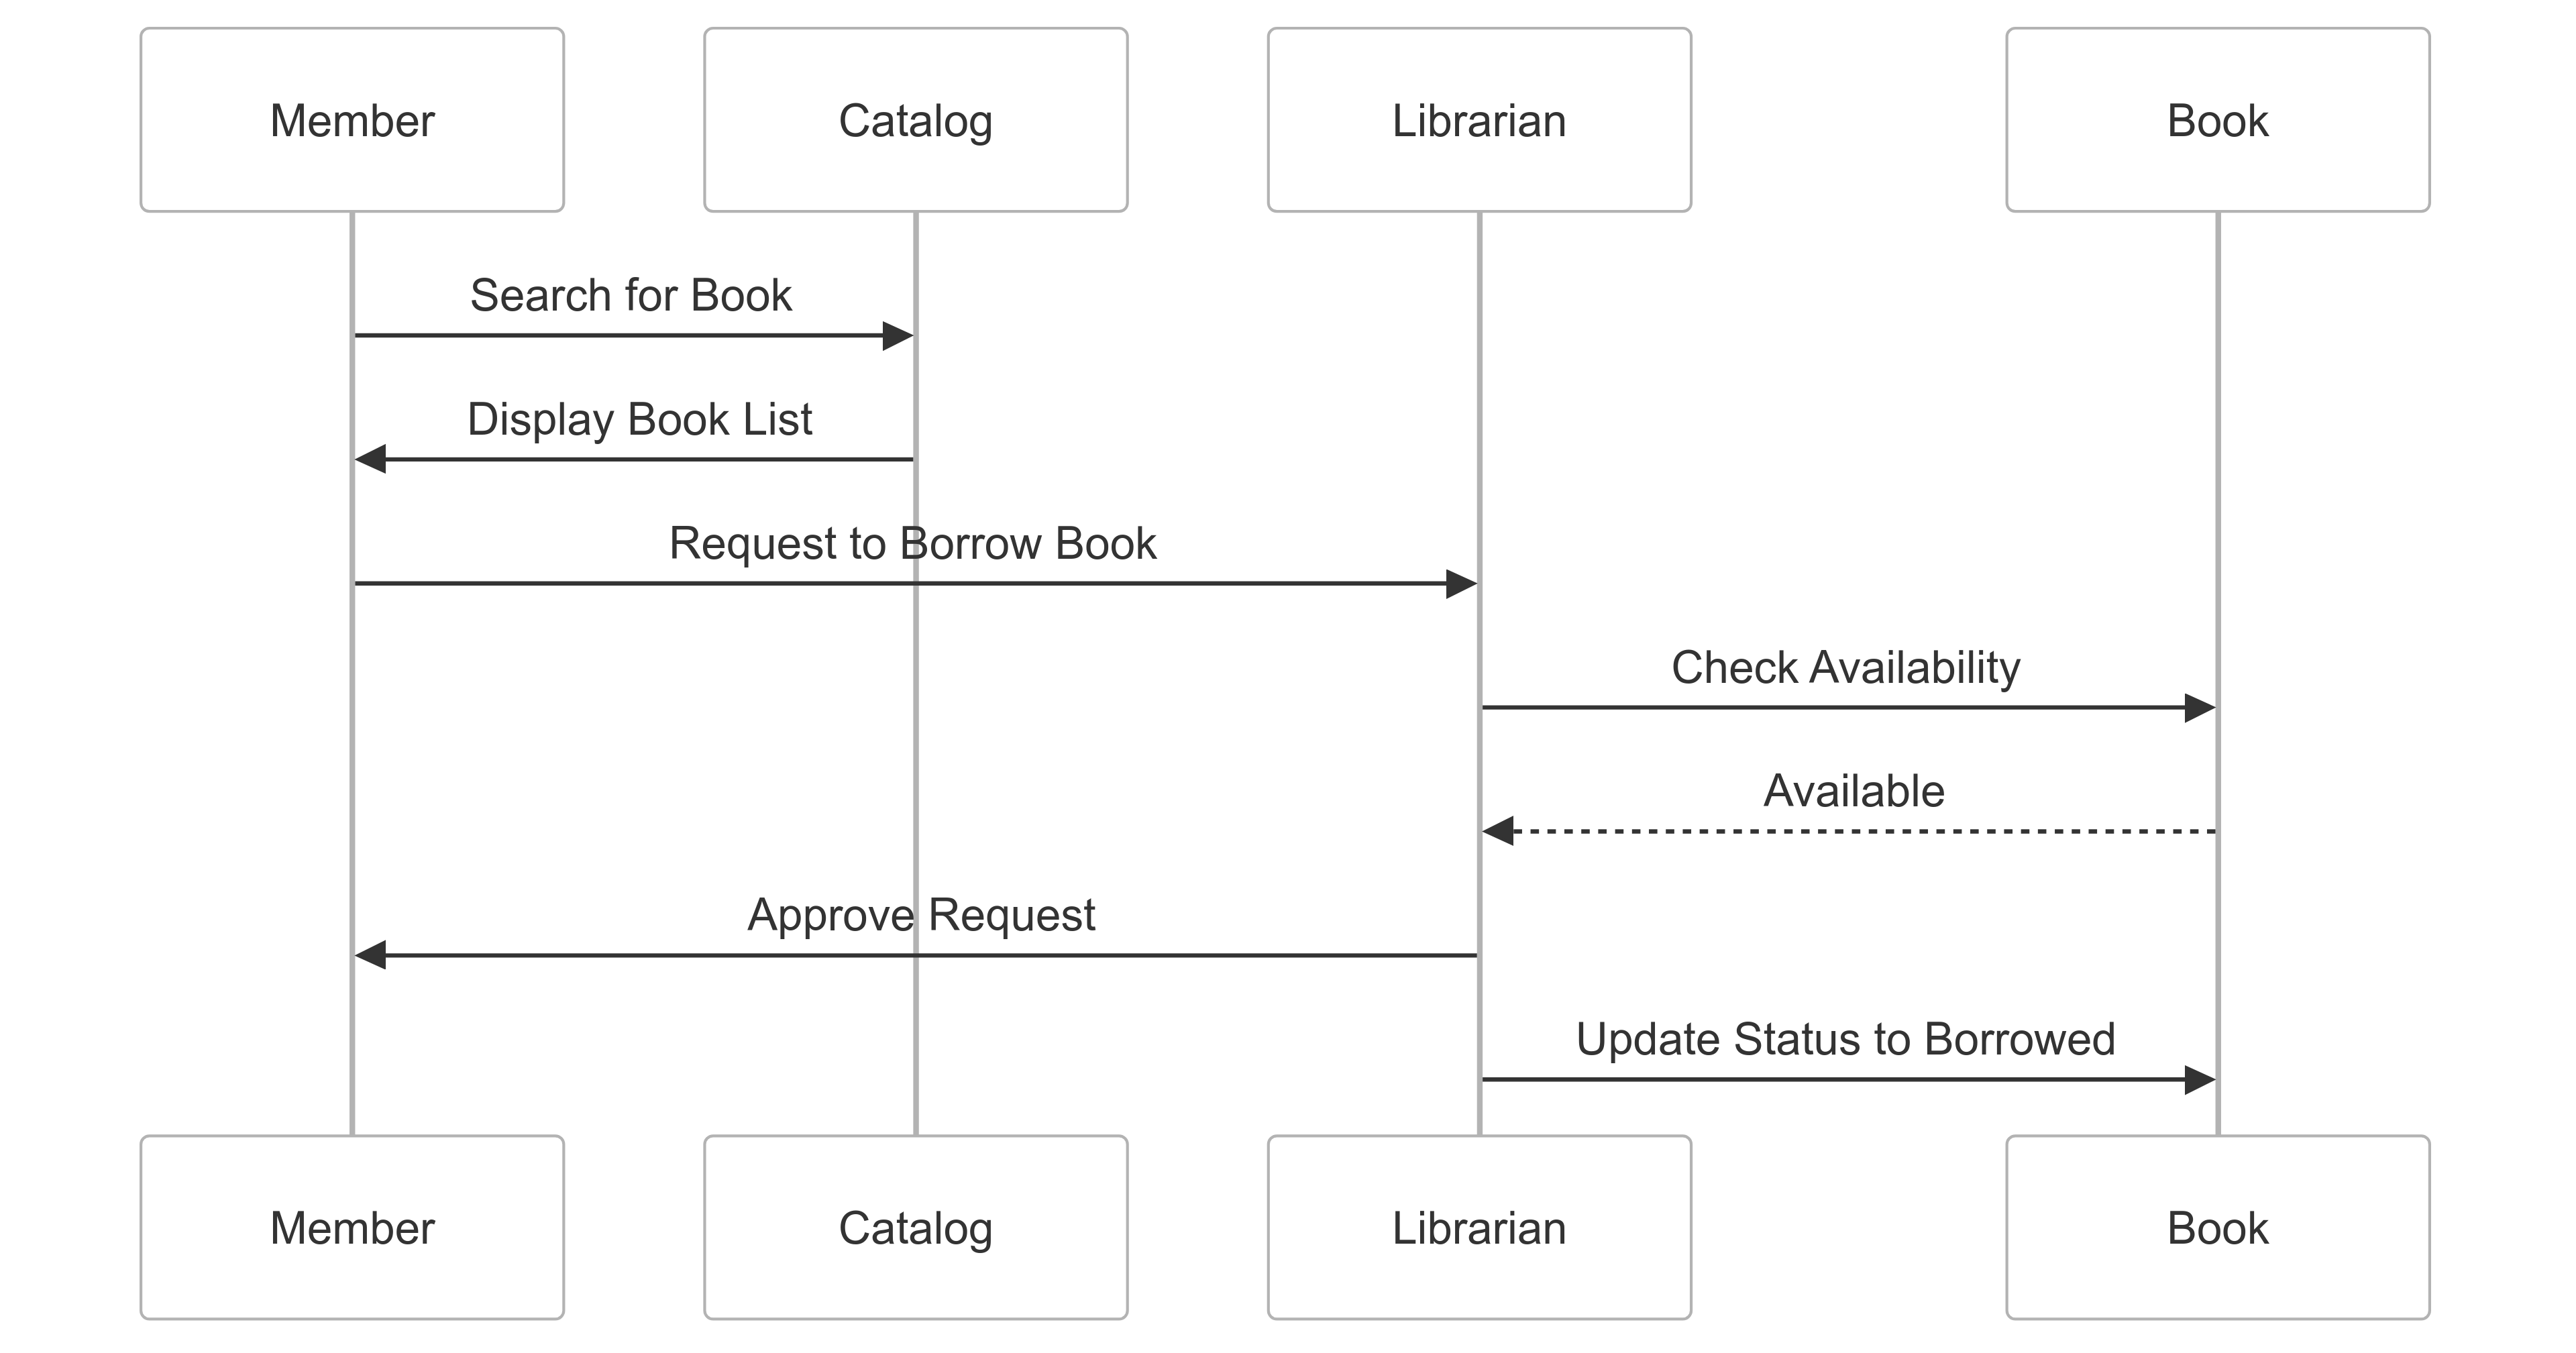 Member
Catalog
Librarian
Book
Search for Book
Display Book List
Request to Borrow Book
Check Availability
Available
Approve Request
Update Status to Borrowed
Member
Catalog
Librarian
Book